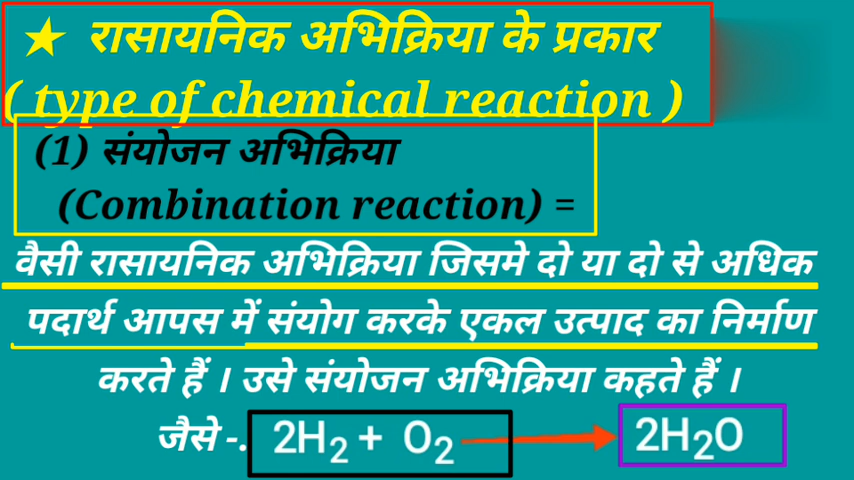 ★ रासायनिक अभिक्रिया के प्रकार
( type of chemical reaction )
(1) संयोजन अभिक्रिया
(Combination reaction) =
वैसी रासायनिक अभिक्रिया जिसमे दो या दो से अधिक
पदार्थ आपस में संयोग करके एकल उत्पाद का निर्माण
करते हैं । उसे संयोजन अभिक्रिया कहते हैं ।
जैसे -. 2H₂ + O₂ → 2H₂O